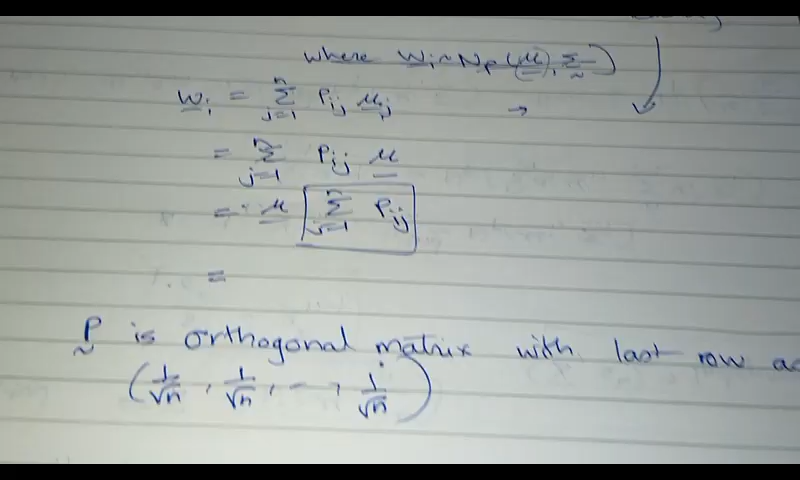 where W_i ~ N_p (μ, Σ)
w_i = Σ_{j=1}^{n} P_ij μ_j →
= Σ_{j=1}^{n} P_ij μ
= μ Σ_{j=1}^{n} P_ij
=
P is orthogonal matrix with last row as
(1/√n, 1/√n, - - , 1/√n)